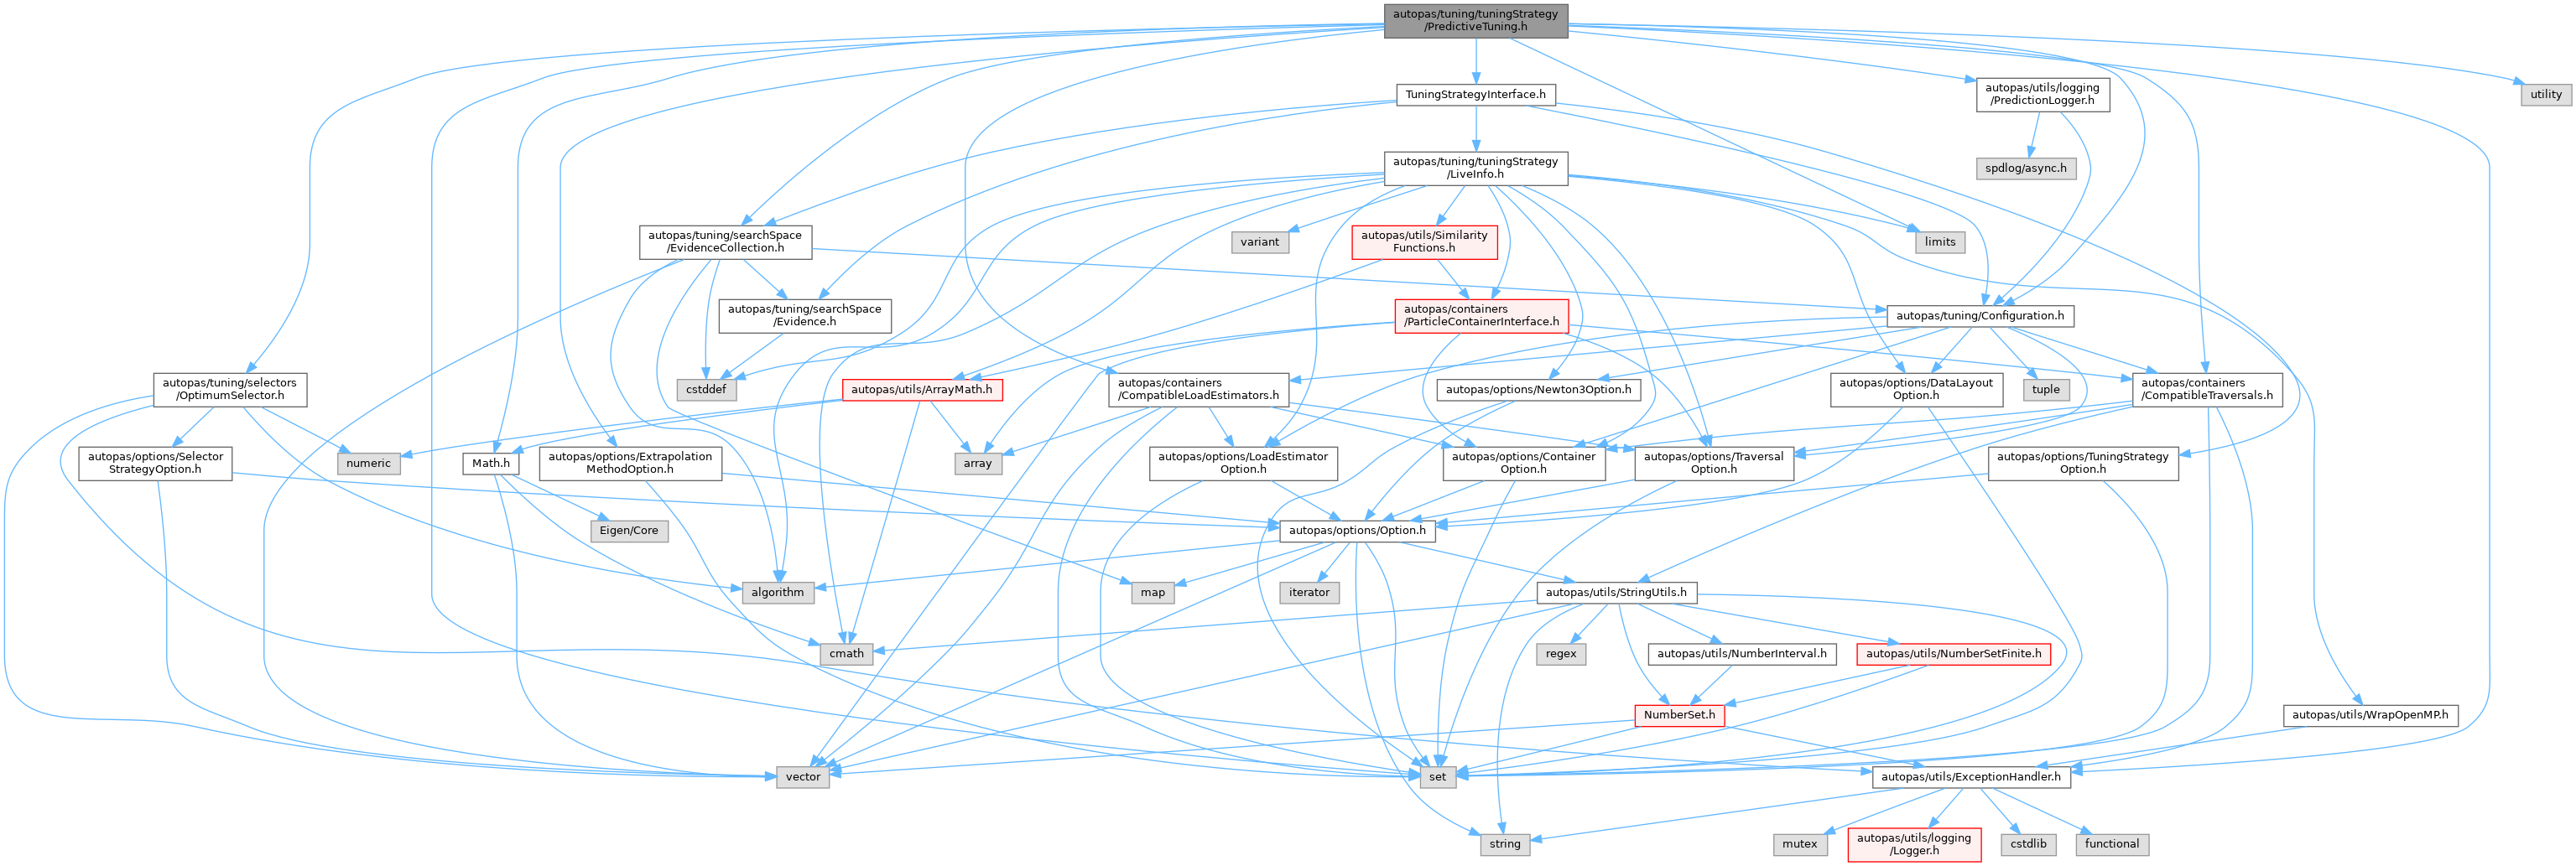 autopas/tuning/tuningStrategy
/PredictiveTuning.h
TuningStrategyInterface.h
autopas/utils/logging
/PredictionLogger.h
utility
autopas/tuning/tuningStrategy
/LiveInfo.h
spdlog/async.h
autopas/tuning/searchSpace
/EvidenceCollection.h
variant
autopas/utils/Similarity
Functions.h
limits
autopas/tuning/searchSpace
/Evidence.h
autopas/containers
/ParticleContainerInterface.h
autopas/tuning/Configuration.h
autopas/tuning/selectors
/OptimumSelector.h
cstddef
autopas/utils/ArrayMath.h
autopas/containers
/CompatibleLoadEstimators.h
autopas/options/Newton3Option.h
autopas/options/DataLayout
Option.h
tuple
autopas/containers
/CompatibleTraversals.h
autopas/options/Selector
StrategyOption.h
numeric
Math.h
autopas/options/Extrapolation
MethodOption.h
array
autopas/options/LoadEstimator
Option.h
autopas/options/Container
Option.h
autopas/options/Traversal
Option.h
autopas/options/TuningStrategy
Option.h
Eigen/Core
autopas/options/Option.h
algorithm
map
iterator
autopas/utils/StringUtils.h
cmath
regex
autopas/utils/NumberInterval.h
autopas/utils/NumberSetFinite.h
NumberSet.h
autopas/utils/WrapOpenMP.h
vector
set
autopas/utils/ExceptionHandler.h
string
mutex
autopas/utils/logging
/Logger.h
cstdlib
functional